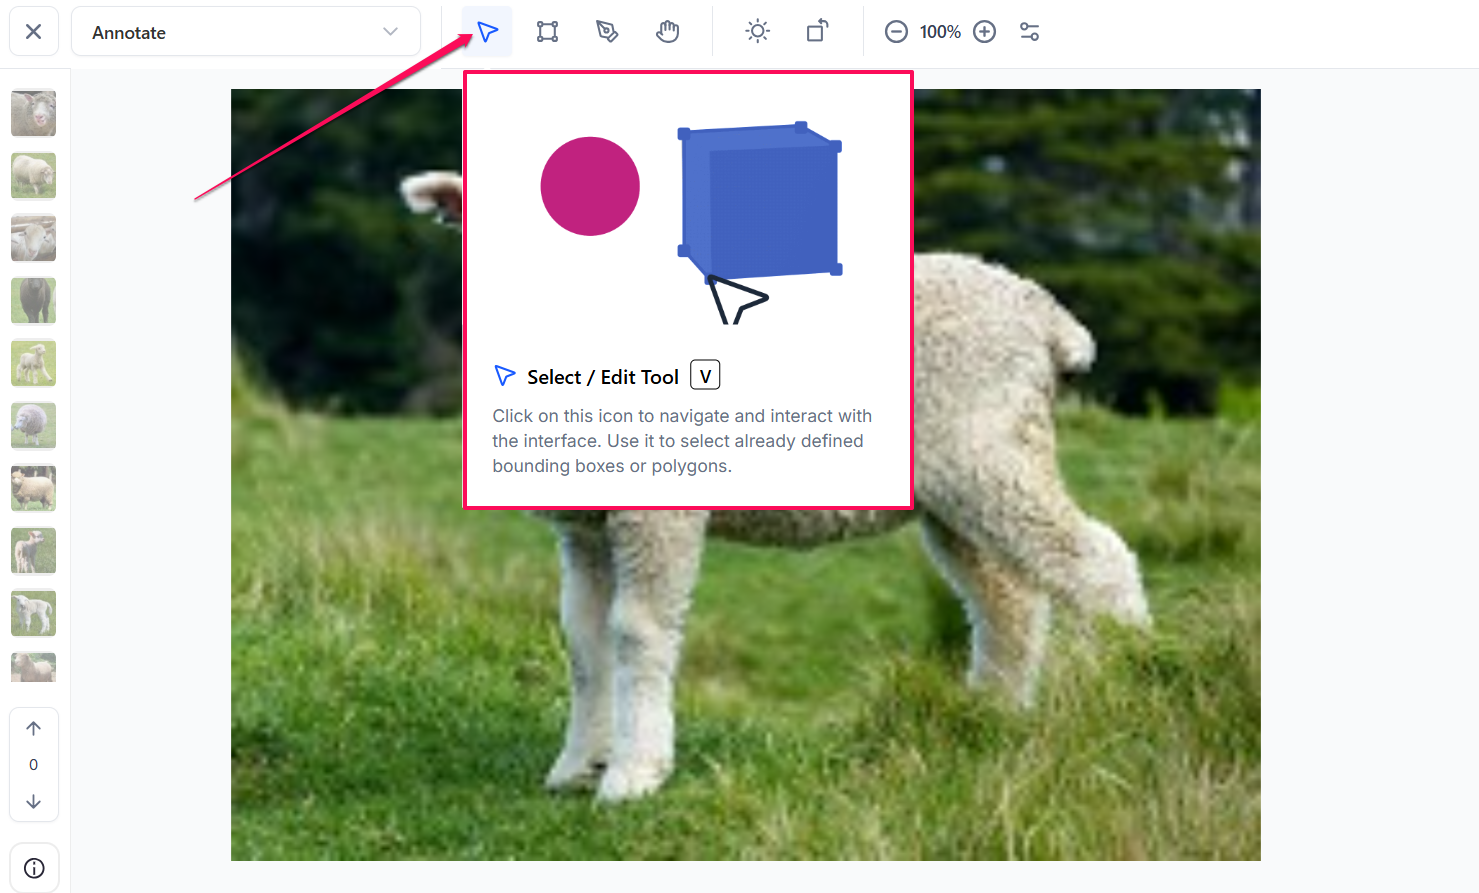 Annotate
100%
Select / Edit Tool V
Click on this icon to navigate and interact with
the interface. Use it to select already defined
bounding boxes or polygons.
0